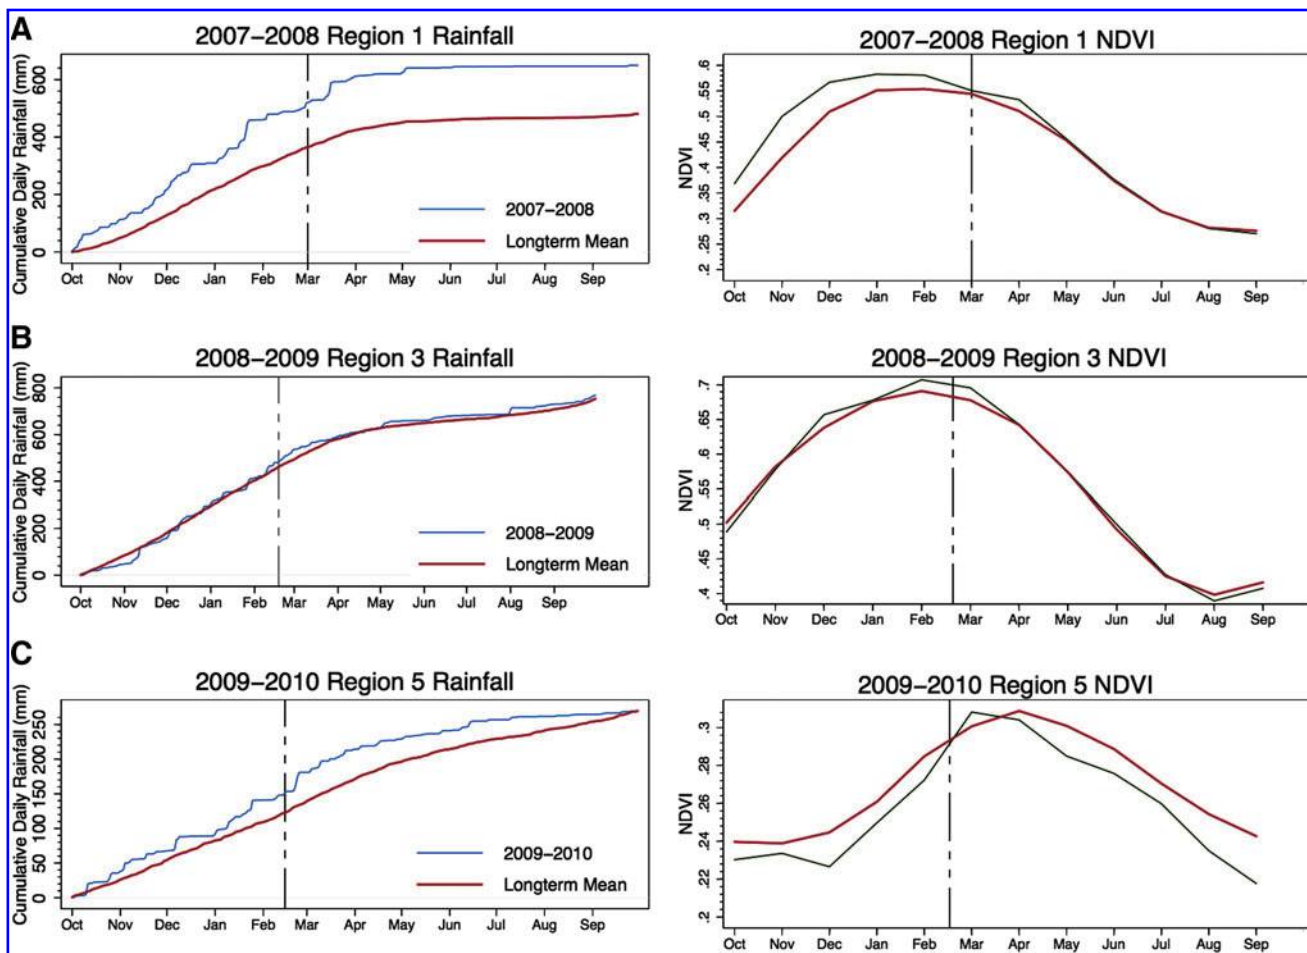 A
2007–2008 Region 1 Rainfall
Cumulative Daily Rainfall (mm)
600
400
200
0
2007–2008
Longterm Mean
Oct Nov Dec Jan Feb Mar Apr May Jun Jul Aug Sep
2007–2008 Region 1 NDVI
NDVI
.6
.55
.5
.45
.4
.35
.3
.25
.2
Oct Nov Dec Jan Feb Mar Apr May Jun Jul Aug Sep
B
2008–2009 Region 3 Rainfall
Cumulative Daily Rainfall (mm)
800
600
400
200
0
2008–2009
Longterm Mean
Oct Nov Dec Jan Feb Mar Apr May Jun Jul Aug Sep
2008–2009 Region 3 NDVI
NDVI
.7
.65
.6
.55
.5
.45
.4
Oct Nov Dec Jan Feb Mar Apr May Jun Jul Aug Sep
C
2009–2010 Region 5 Rainfall
Cumulative Daily Rainfall (mm)
250
200
150
100
50
0
2009–2010
Longterm Mean
Oct Nov Dec Jan Feb Mar Apr May Jun Jul Aug Sep
2009–2010 Region 5 NDVI
NDVI
.3
.28
.26
.24
.22
.2
Oct Nov Dec Jan Feb Mar Apr May Jun Jul Aug Sep